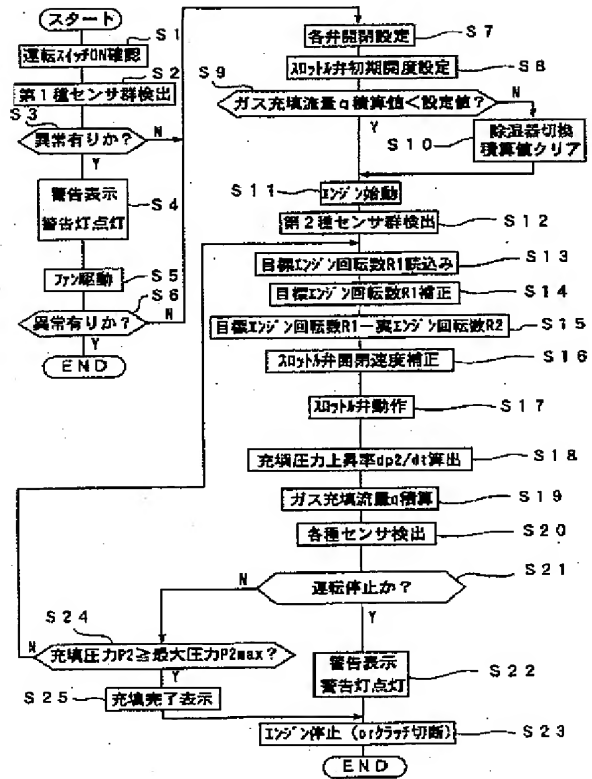 スタート
運転スイッチON確認
S1
第1種センサ群検出
S2
異常有りか?
S3
N
Y
警告表示
警告灯点灯
S4
ファン駆動
S5
異常有りか?
S6
N
Y
END
各弁開閉設定
S7
スロットル弁初期開度設定
S8
ガス充填流量q積算値<設定値?
S9
N
Y
除湿器切換
積算値クリア
S10
エンジン始動
S11
第2種センサ群検出
S12
目標エンジン回転数R1読込み
S13
目標エンジン回転数R1補正
S14
目標エンジン回転数R1-実エンジン回転数R2
S15
スロットル弁開閉速度補正
S16
スロットル弁動作
S17
充填圧力上昇率dp2/dt算出
S18
ガス充填流量q積算
S19
各種センサ検出
S20
運転停止か?
S21
N
Y
警告表示
警告灯点灯
S22
充填圧力P2≧最大圧力P2max?
S24
N
Y
充填完了表示
S25
エンジン停止(orクラッチ切断)
S23
END